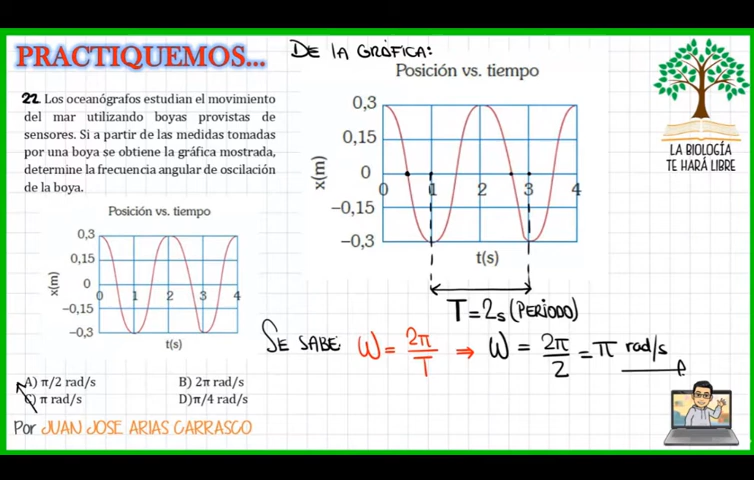 PRACTIQUEMOS...
22. Los oceanógrafos estudian el movimiento
del mar utilizando boyas provistas de
sensores. Si a partir de las medidas tomadas
por una boya se obtiene la gráfica mostrada,
determine la frecuencia angular de oscilación
de la boya.
Posición vs. tiempo
0,3
0,15
0
−0,15
−0,3
x(m)
0 1 2 3 4
t(s)
A) π/2 rad/s B) 2π rad/s
C) π rad/s D)π/4 rad/s
Por JUAN JOSE ARIAS CARRASCO
DE LA GRÁFICA:
Posición vs. tiempo
0,3
0,15
0
−0,15
−0,3
x(m)
0 1 2 3 4
t(s)
T=2s (PERÍODO)
SE SABE ω = 2π/T ⇒ ω = 2π/2 = π rad/s
LA BIOLOGÍA
TE HARÁ LIBRE